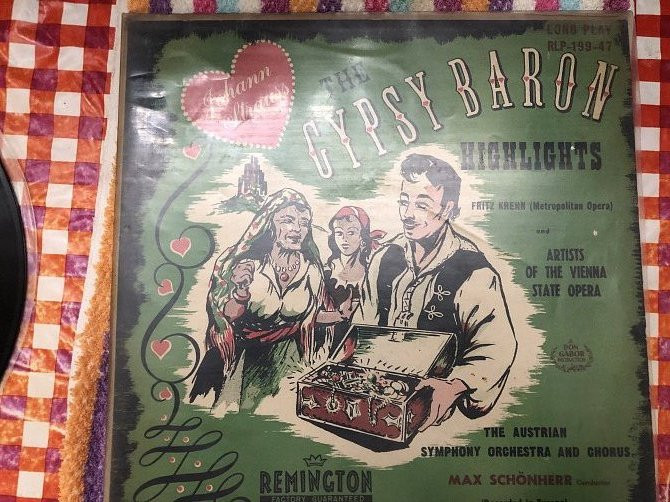 LONG PLAY
RLP-199-47
Johann
Strauss
THE
GYPSY BARON
HIGHLIGHTS
FRITZ KREHN (Metropolitan Opera)
and
ARTISTS
OF THE VIENNA
STATE OPERA
A
DON
GABOR
PRODUCTION
THE AUSTRIAN
SYMPHONY ORCHESTRA AND CHORUS
MAX SCHÖNHERR Conductor
REMINGTON
FACTORY GUARANTEED